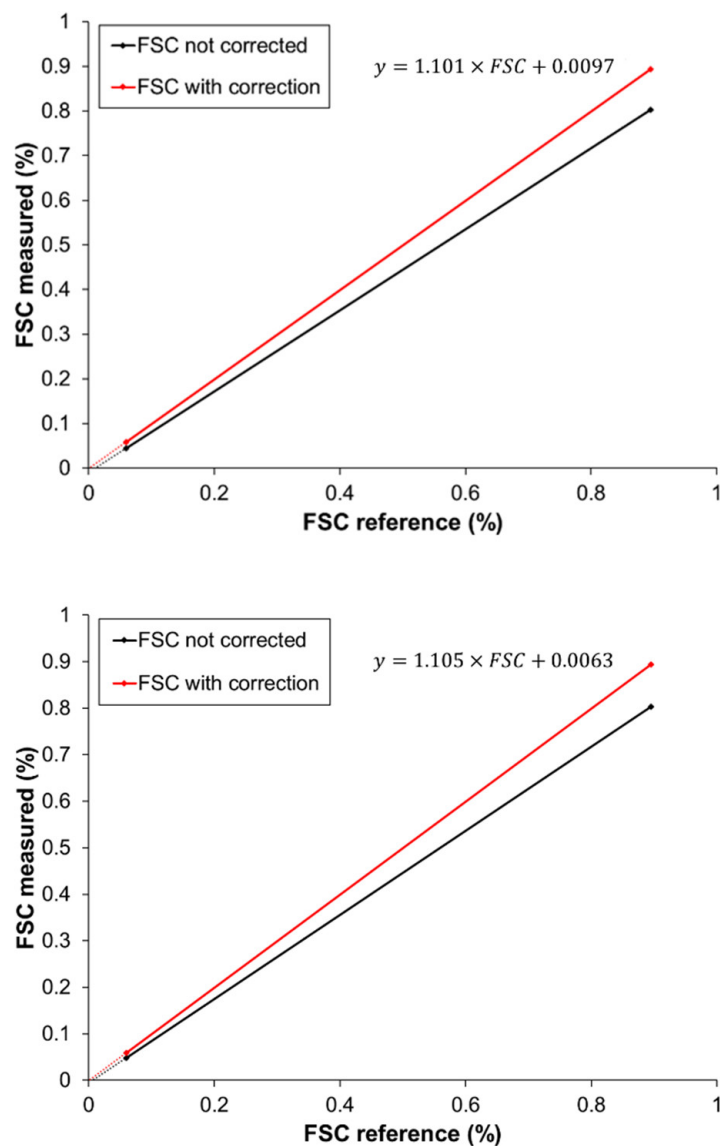 1
0.9
0.8
0.7
0.6
0.5
0.4
0.3
0.2
0.1
0
FSC measured (%)
FSC not corrected
FSC with correction
y = 1.101 × FSC + 0.0097
0 0.2 0.4 0.6 0.8 1
FSC reference (%)
1
0.9
0.8
0.7
0.6
0.5
0.4
0.3
0.2
0.1
0
FSC measured (%)
FSC not corrected
FSC with correction
y = 1.105 × FSC + 0.0063
0 0.2 0.4 0.6 0.8 1
FSC reference (%)